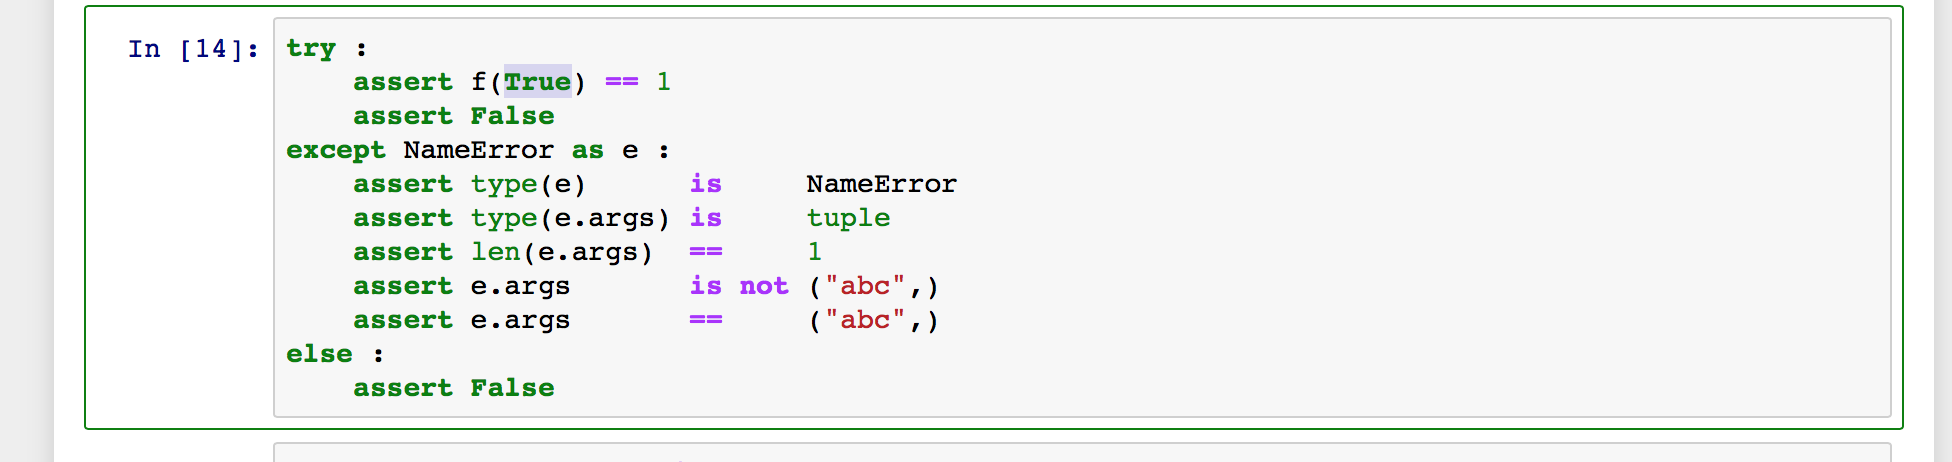 In [14]: try :
    assert f(True) == 1
    assert False
except NameError as e :
    assert type(e)      is     NameError
    assert type(e.args) is     tuple
    assert len(e.args)  ==     1
    assert e.args       is not ("abc",)
    assert e.args       ==     ("abc",)
else :
    assert False